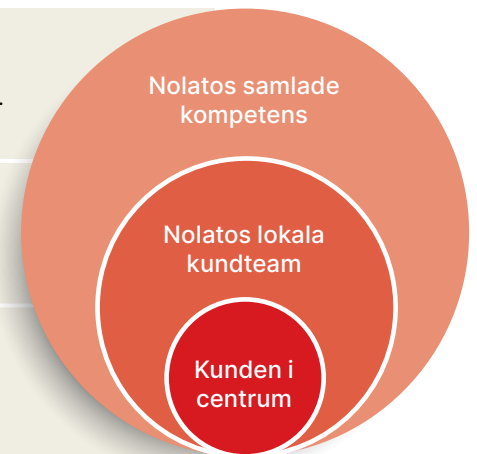 Nolatos samlade
kompetens
Nolatos lokala
kundteam
Kunden i
centrum